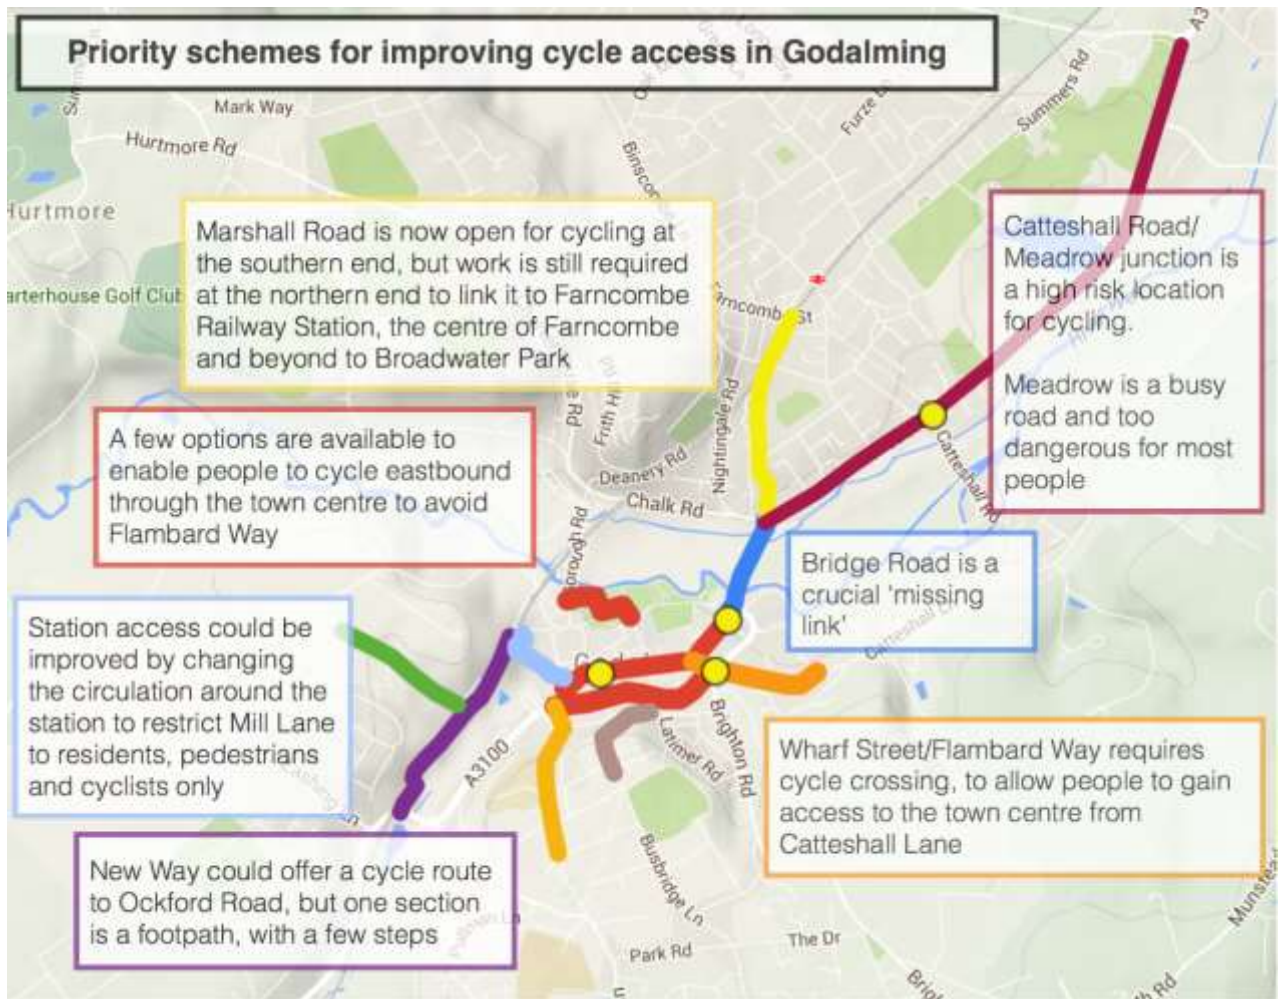 Priority schemes for improving cycle access in Godalming
A3
Summers Rd
Mark Way
Hurtmore Rd
Hurtmore
Marshall Road is now open for cycling at
the southern end, but work is still required
at the northern end to link it to Farncombe
Railway Station, the centre of Farncombe
and beyond to Broadwater Park
Catteshall Road/
Meadrow junction is
a high risk location
for cycling.
Meadrow is a busy
road and too
dangerous for most
people
arterhouse Golf Club
Nightingale Rd
Frith Hi
Deanery Rd
Chalk Rd
Catteshall Rd
A few options are available to
enable people to cycle eastbound
through the town centre to avoid
Flambard Way
orough Rd
Bridge Road is a
crucial 'missing
link'
Station access could be
improved by changing
the circulation around the
station to restrict Mill Lane
to residents, pedestrians
and cyclists only
A3100
Latimer Rd
Brighton Rd
Wharf Street/Flambard Way requires
cycle crossing, to allow people to gain
access to the town centre from
Catteshall Lane
New Way could offer a cycle route
to Ockford Road, but one section
is a footpath, with a few steps
Busbridge Ln
Park Rd
The Dr
Munstea